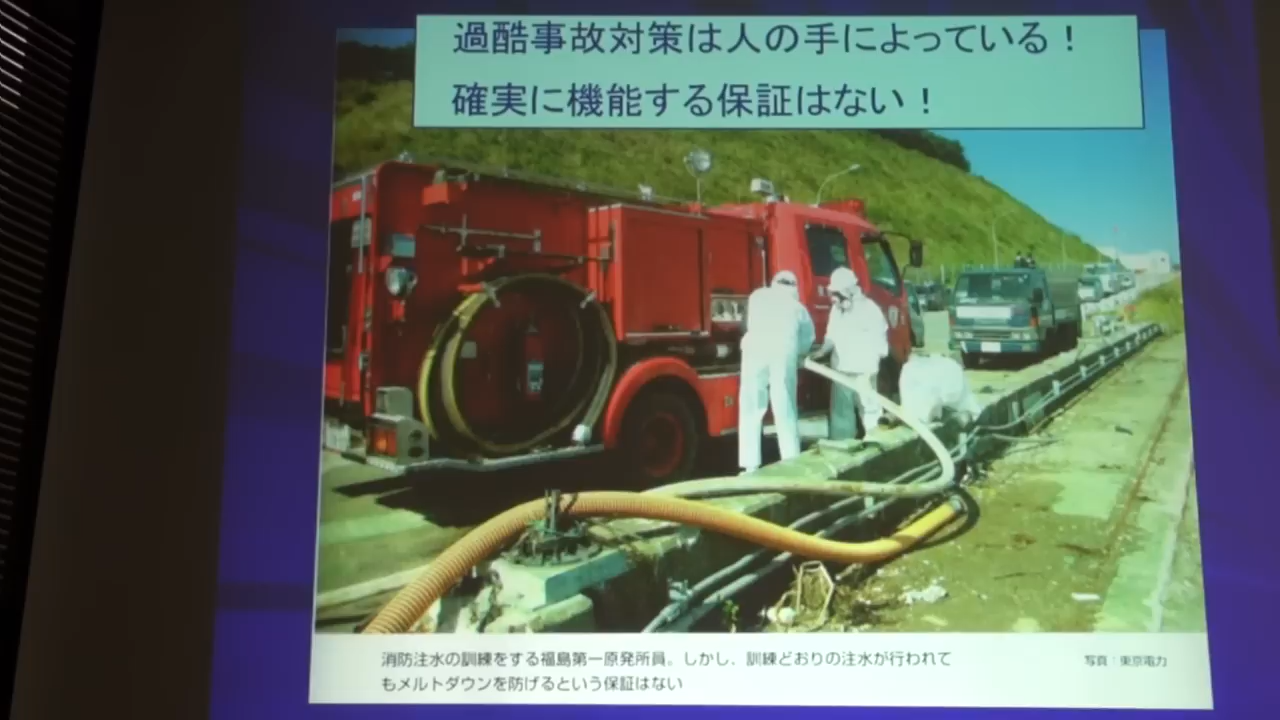 過酷事故対策は人の手によっている！
確実に機能する保証はない！
消防注水の訓練をする福島第一原発所員。しかし、訓練どおりの注水が行われて
もメルトダウンを防げるという保証はない
写真：東京電力